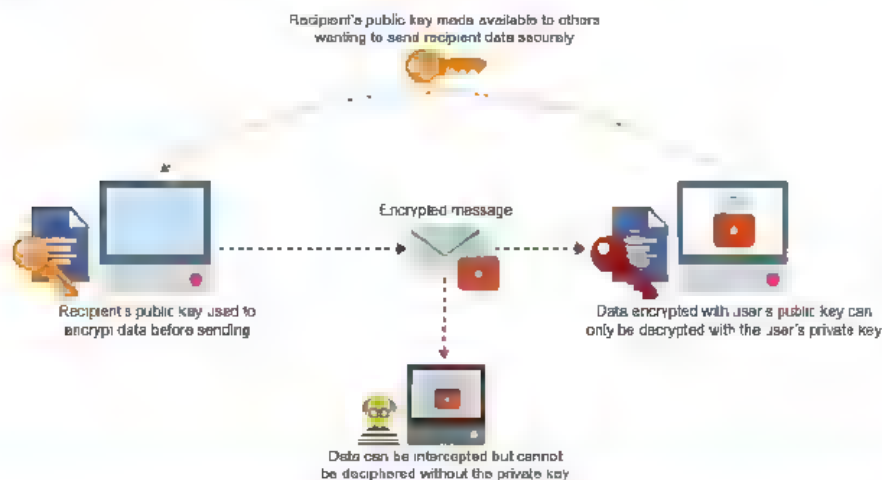 Recipient's public key made available to others
wanting to send recipient data securely
Encrypted message
Recipient's public key used to
encrypt data before sending
Data encrypted with user's public key can
only be decrypted with the user's private key
Data can be intercepted but cannot
be deciphered without the private key